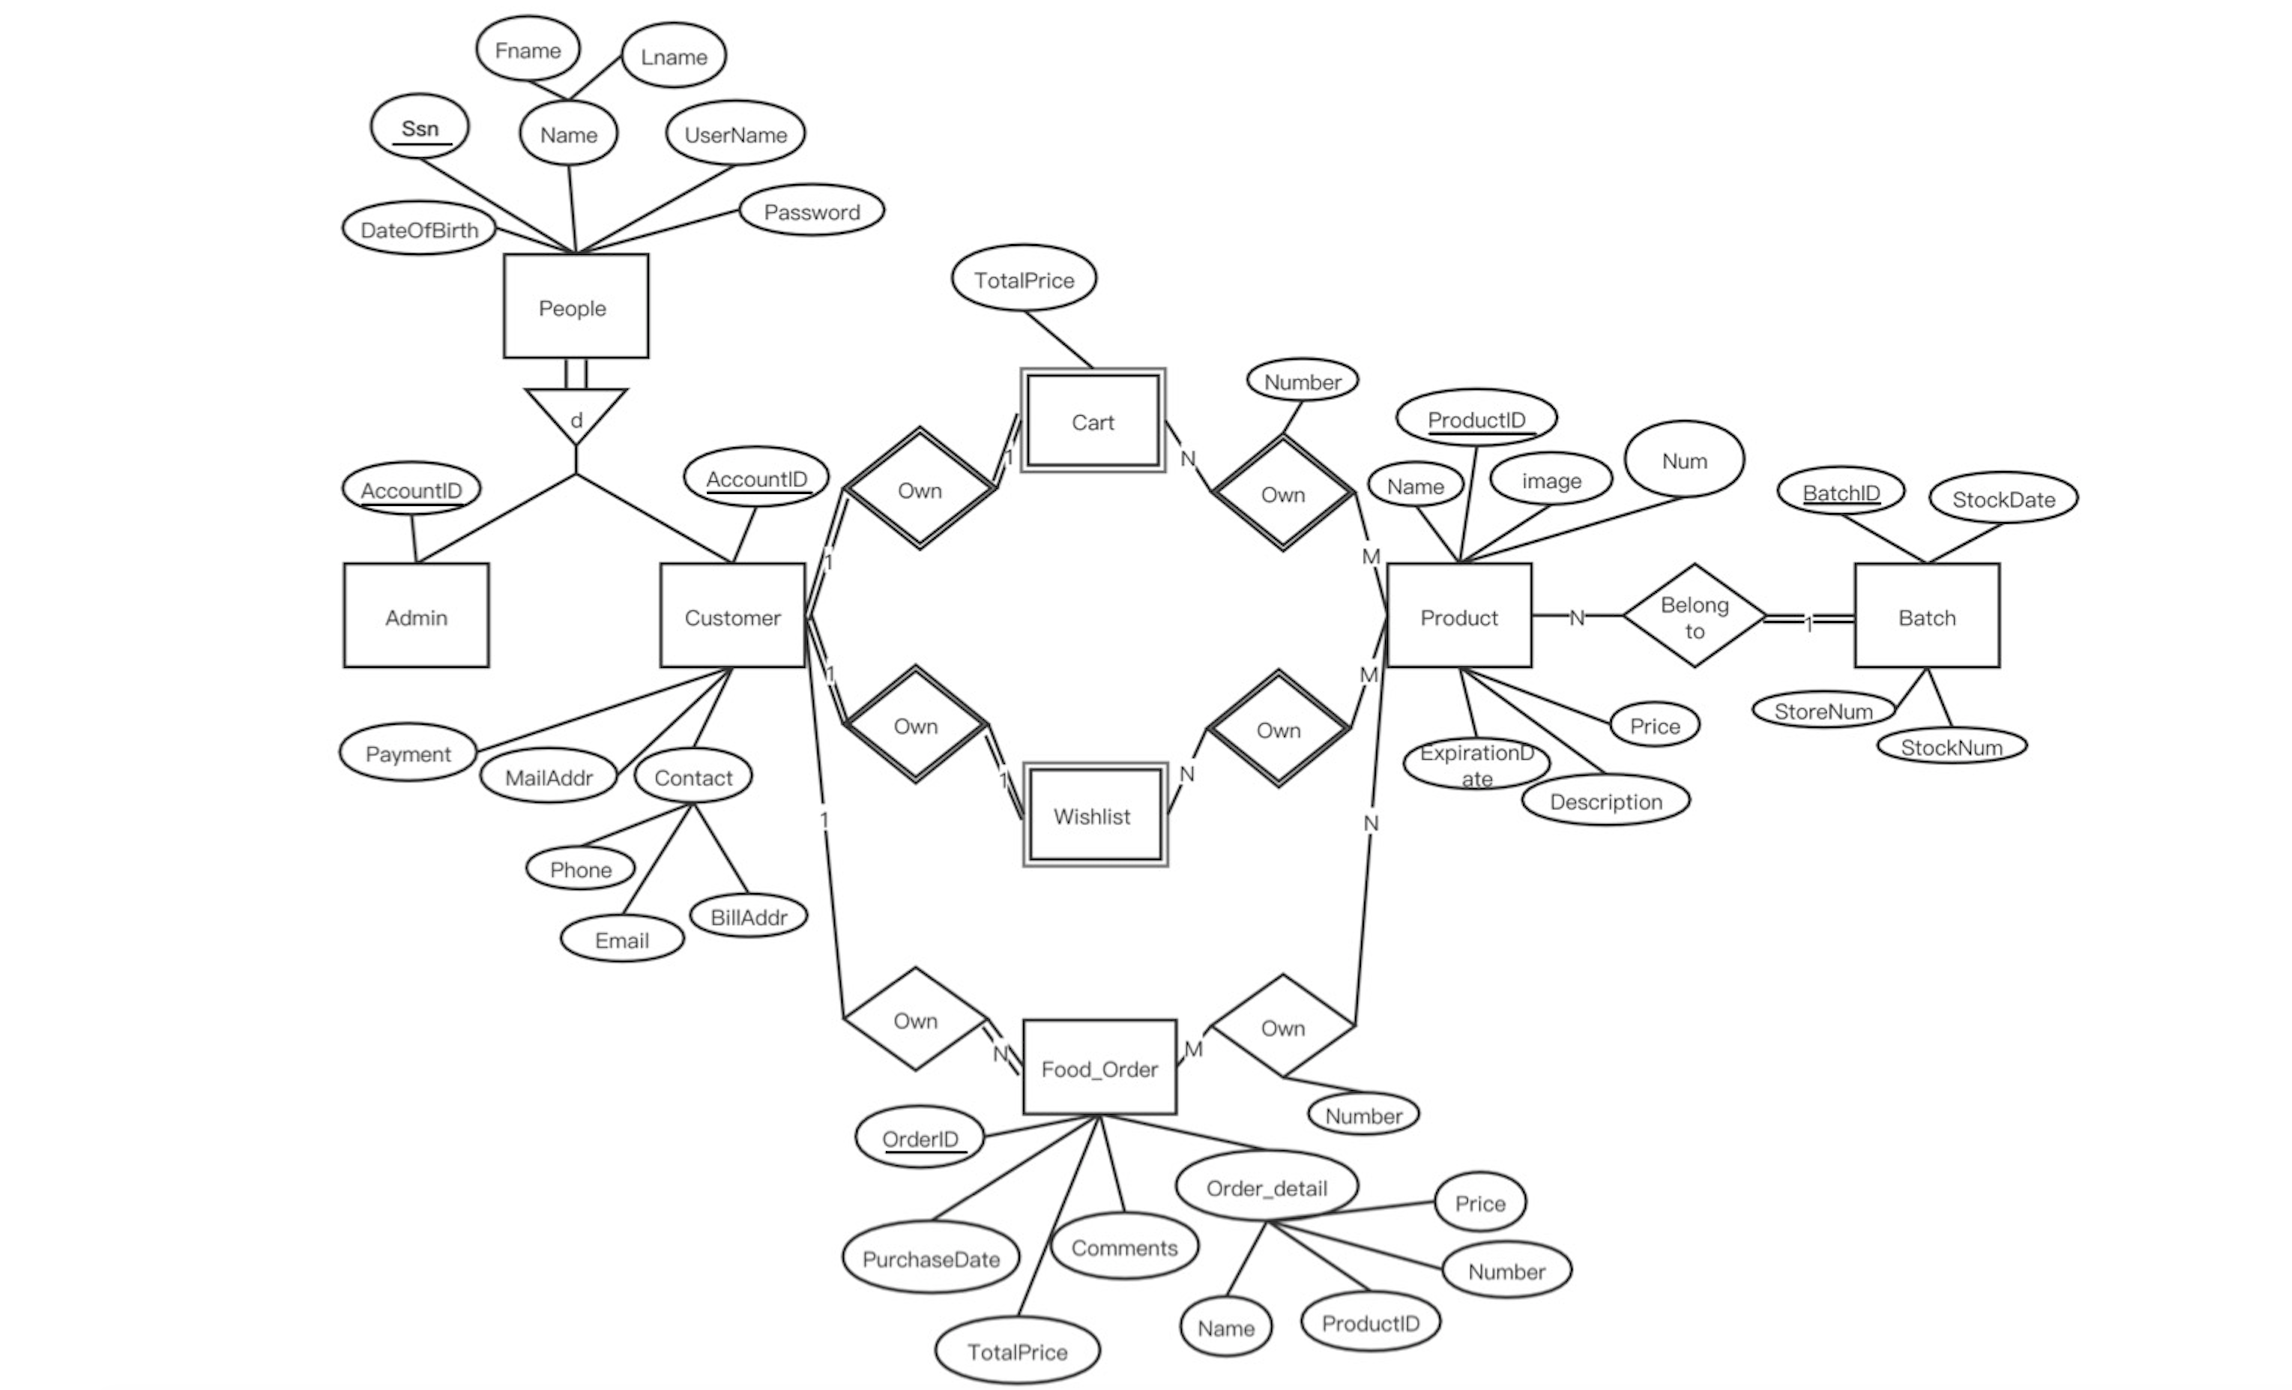 Fname
Lname
Ssn
Name
UserName
DateOfBirth
Password
People
d
TotalPrice
Cart
Number
ProductID
Name
image
Num
AccountID
AccountID
Own
1
N
Own
BatchID
StockDate
1
M
Admin
Customer
Product
N
Belong
to
1
Batch
1
M
Payment
MailAddr
Contact
Own
1
N
Own
Price
StoreNum
StockNum
ExpirationD
ate
Description
Wishlist
1
N
Phone
Email
BillAddr
Own
N
Food_Order
M
Own
Number
OrderID
Order_detail
Price
PurchaseDate
Comments
Number
Name
ProductID
TotalPrice